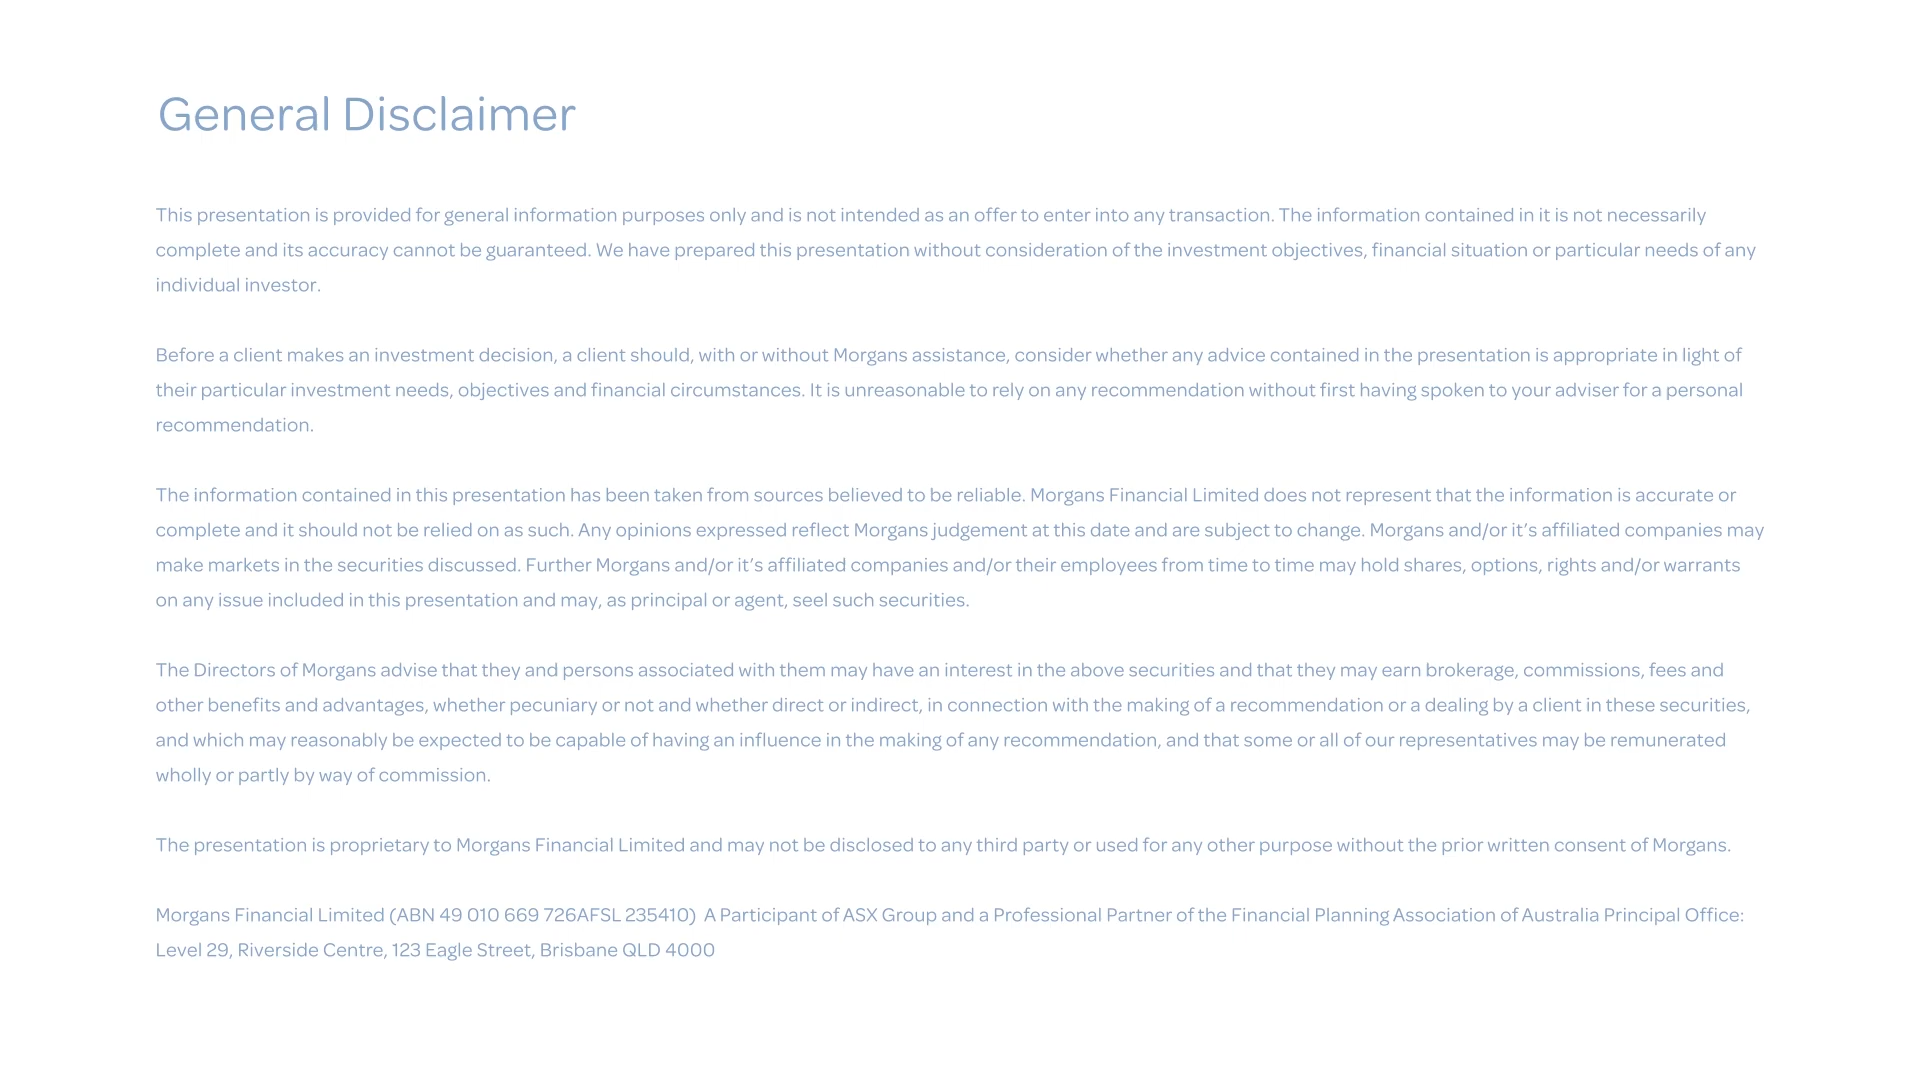 General Disclaimer
This presentation is provided for general information purposes only and is not intended as an offer to enter into any transaction. The information contained in it is not necessarily
complete and its accuracy cannot be guaranteed. We have prepared this presentation without consideration of the investment objectives, financial situation or particular needs of any
individual investor.
Before a client makes an investment decision, a client should, with or without Morgans assistance, consider whether any advice contained in the presentation is appropriate in light of
their particular investment needs, objectives and financial circumstances. It is unreasonable to rely on any recommendation without first having spoken to your adviser for a personal
recommendation.
The information contained in this presentation has been taken from sources believed to be reliable. Morgans Financial Limited does not represent that the information is accurate or
complete and it should not be relied on as such. Any opinions expressed reflect Morgans judgement at this date and are subject to change. Morgans and/or it’s affiliated companies may
make markets in the securities discussed. Further Morgans and/or it’s affiliated companies and/or their employees from time to time may hold shares, options, rights and/or warrants
on any issue included in this presentation and may, as principal or agent, seel such securities.
The Directors of Morgans advise that they and persons associated with them may have an interest in the above securities and that they may earn brokerage, commissions, fees and
other benefits and advantages, whether pecuniary or not and whether direct or indirect, in connection with the making of a recommendation or a dealing by a client in these securities,
and which may reasonably be expected to be capable of having an influence in the making of any recommendation, and that some or all of our representatives may be remunerated
wholly or partly by way of commission.
The presentation is proprietary to Morgans Financial Limited and may not be disclosed to any third party or used for any other purpose without the prior written consent of Morgans.
Morgans Financial Limited (ABN 49 010 669 726AFSL 235410)  A Participant of ASX Group and a Professional Partner of the Financial Planning Association of Australia Principal Office:
Level 29, Riverside Centre, 123 Eagle Street, Brisbane QLD 4000